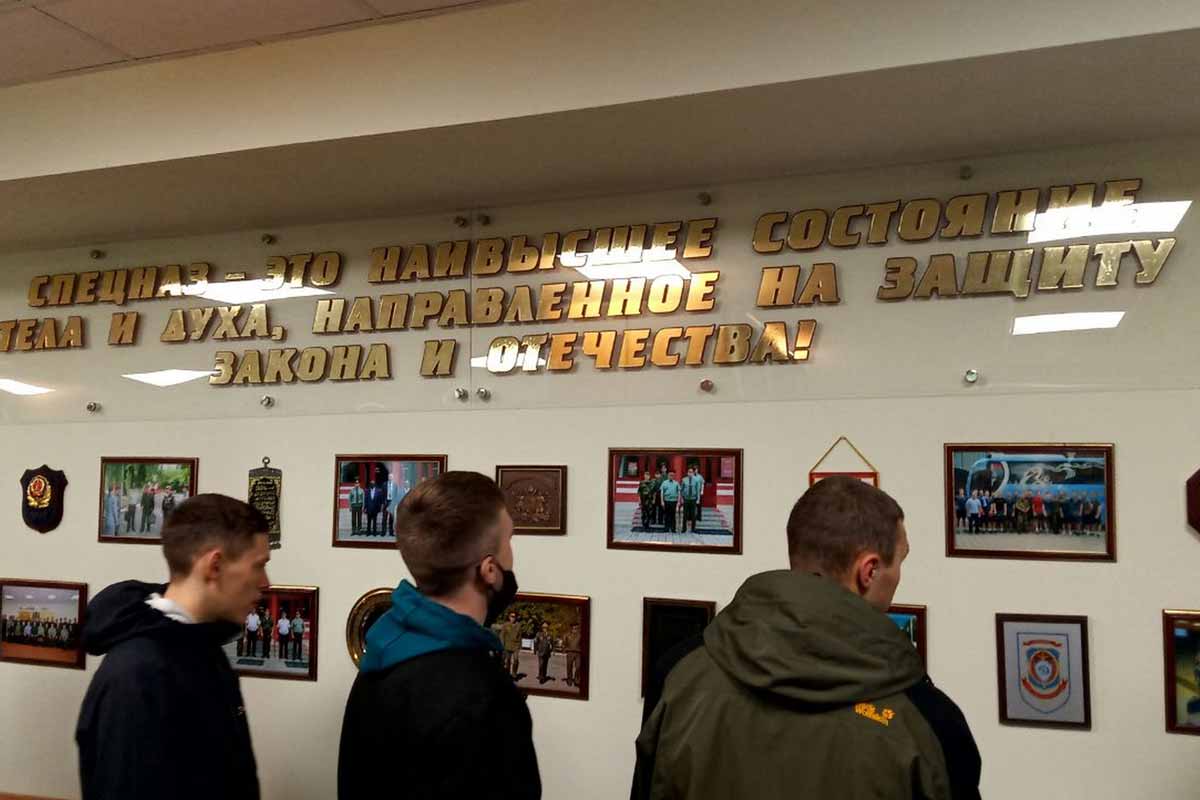 СПЕЦНАЗ - ЭТО НАИВЫСШЕЕ СОСТОЯНИЕ
ТЕЛА И ДУХА, НАПРАВЛЕННОЕ НА ЗАЩИТУ
ЗАКОНА И ОТЕЧЕСТВА!